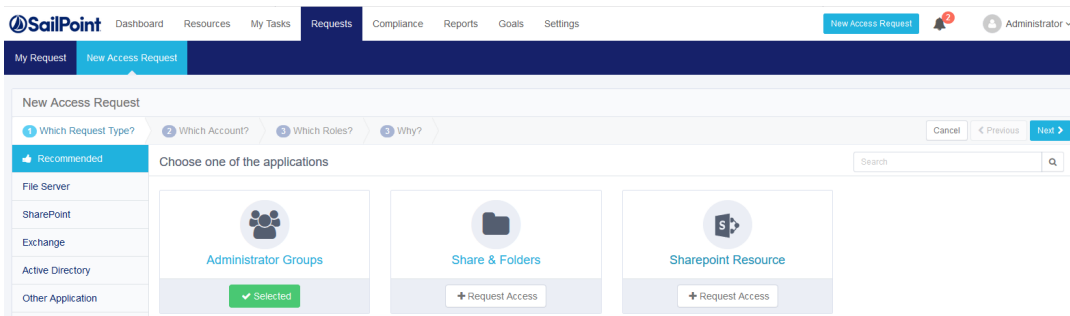 SailPoint Dashboard Resources My Tasks Requests Compliance Reports Goals Settings New Access Request 2 Administrator
My Request New Access Request
New Access Request
1 Which Request Type? 2 Which Account? 3 Which Roles? 3 Why? Cancel Previous Next
Recommended Choose one of the applications Search
File Server
SharePoint
Exchange
Active Directory
Other Application
Administrator Groups Share & Folders Sharepoint Resource
Selected + Request Access + Request Access